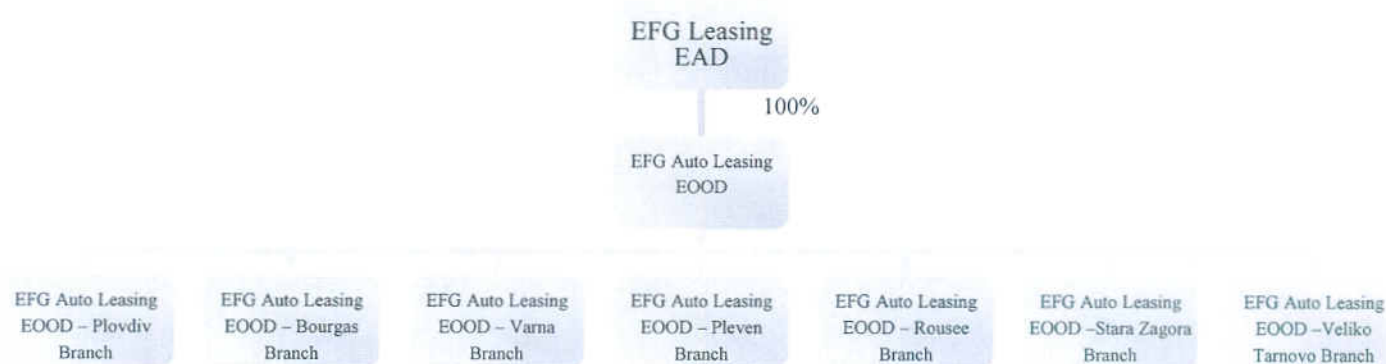 EFG Leasing
EAD
100%
EFG Auto Leasing
EOOD
EFG Auto Leasing
EOOD – Plovdiv
Branch
EFG Auto Leasing
EOOD – Bourgas
Branch
EFG Auto Leasing
EOOD – Varna
Branch
EFG Auto Leasing
EOOD – Pleven
Branch
EFG Auto Leasing
EOOD – Rousee
Branch
EFG Auto Leasing
EOOD –Stara Zagora
Branch
EFG Auto Leasing
EOOD –Veliko
Tarnovo Branch